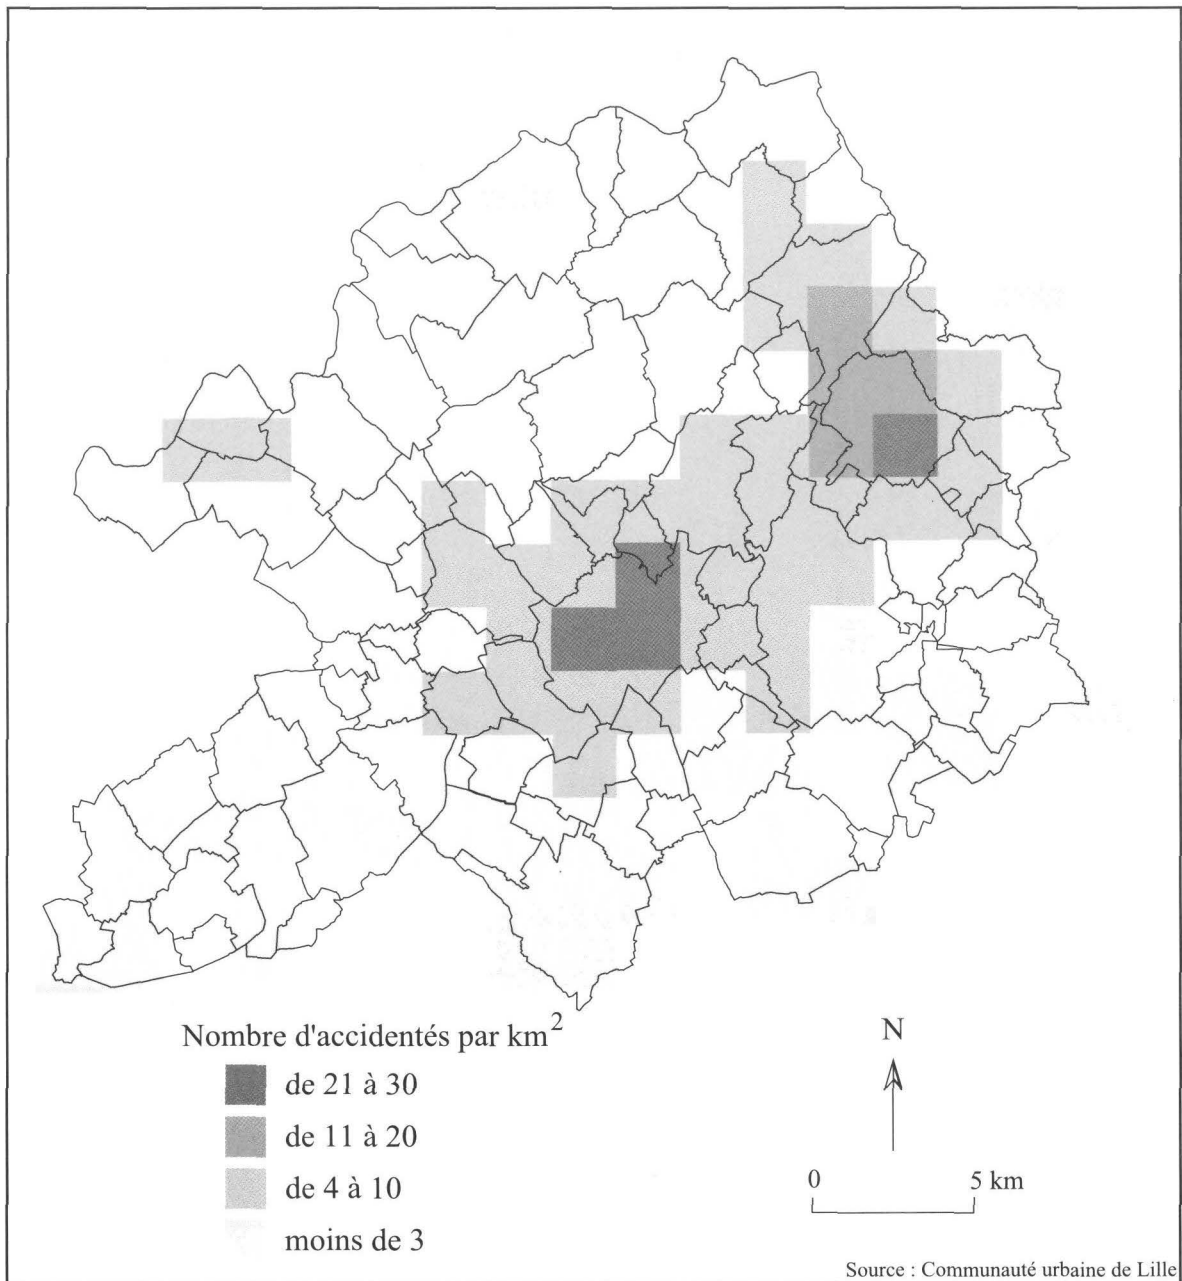 Nombre d'accidentés par km²
de 21 à 30
de 11 à 20
de 4 à 10
moins de 3
N
0 5 km
Source : Communauté urbaine de Lille